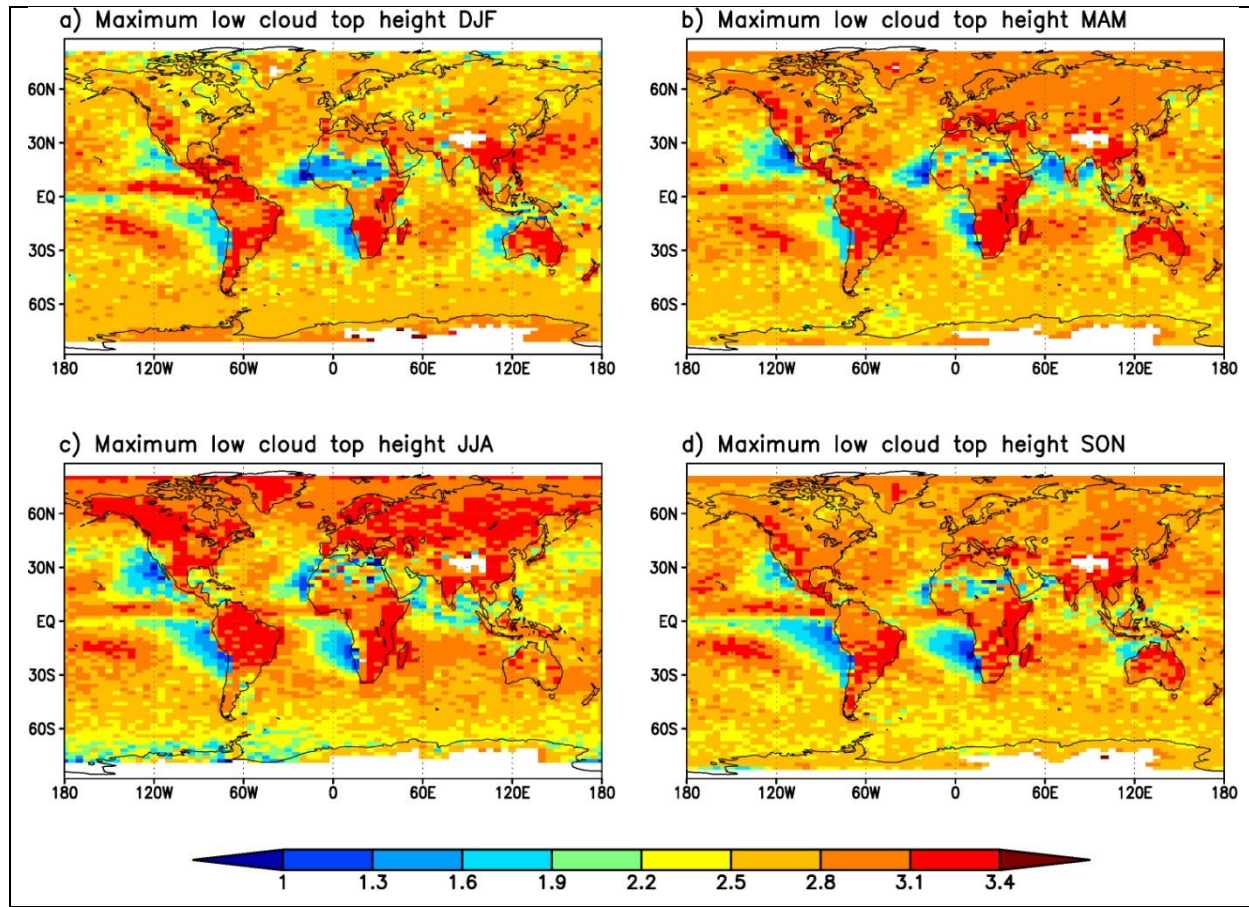 a) Maximum low cloud top height DJF
b) Maximum low cloud top height MAM
60N
30N
EQ
30S
60S
180 120W 60W 0 60E 120E 180
60N
30N
EQ
30S
60S
180 120W 60W 0 60E 120E 180
c) Maximum low cloud top height JJA
d) Maximum low cloud top height SON
60N
30N
EQ
30S
60S
180 120W 60W 0 60E 120E 180
60N
30N
EQ
30S
60S
180 120W 60W 0 60E 120E 180
1 1.3 1.6 1.9 2.2 2.5 2.8 3.1 3.4